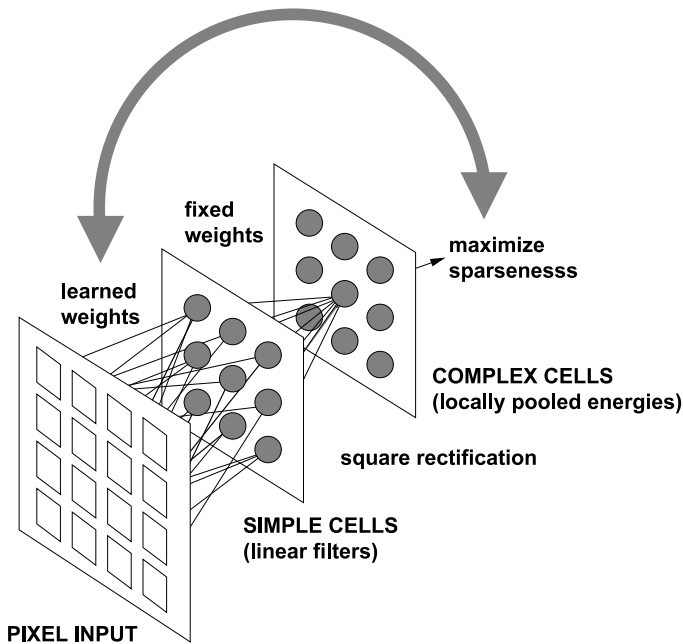 fixed
weights
maximize
sparsenesss
learned
weights
COMPLEX CELLS
(locally pooled energies)
square rectification
SIMPLE CELLS
(linear filters)
PIXEL INPUT